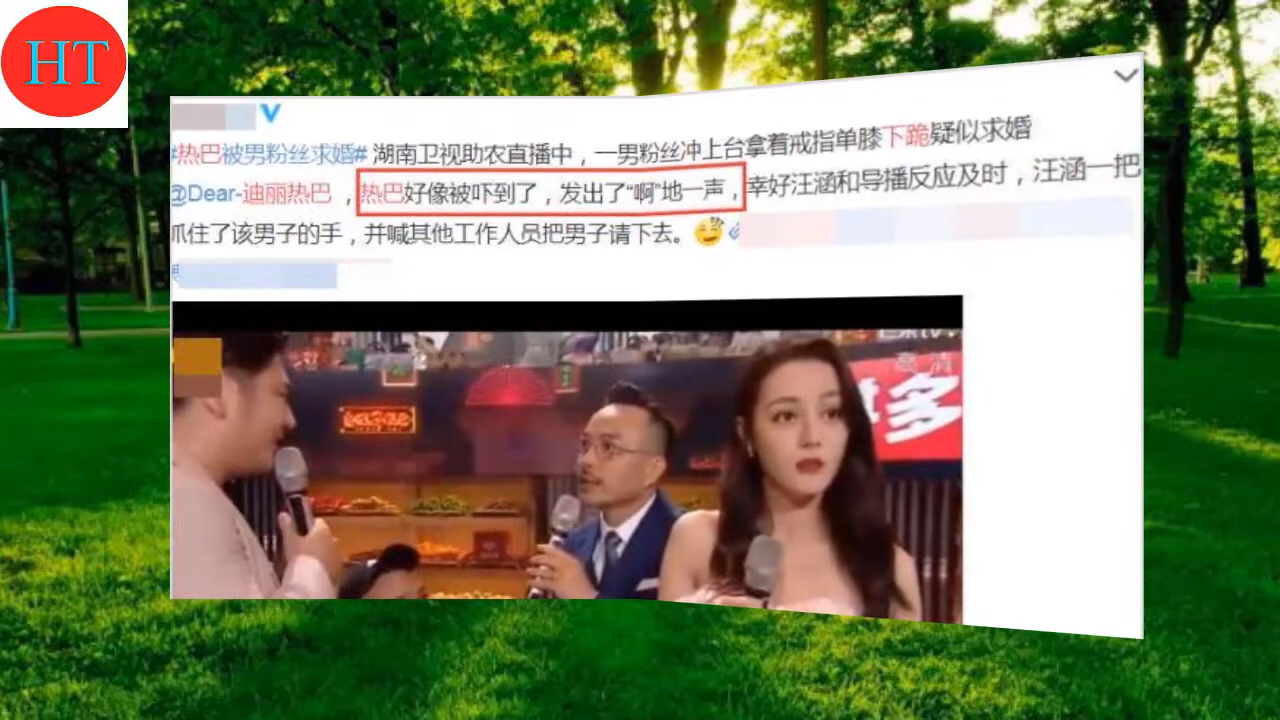 HT
#热巴被男粉丝求婚# 湖南卫视助农直播中，一男粉丝冲上台拿着戒指单膝下跪疑似求婚
@Dear-迪丽热巴 ，热巴好像被吓到了，发出了“啊”地一声，幸好汪涵和导播反应及时，汪涵一把
抓住了该男子的手，并喊其他工作人员把男子请下去。
高清
多